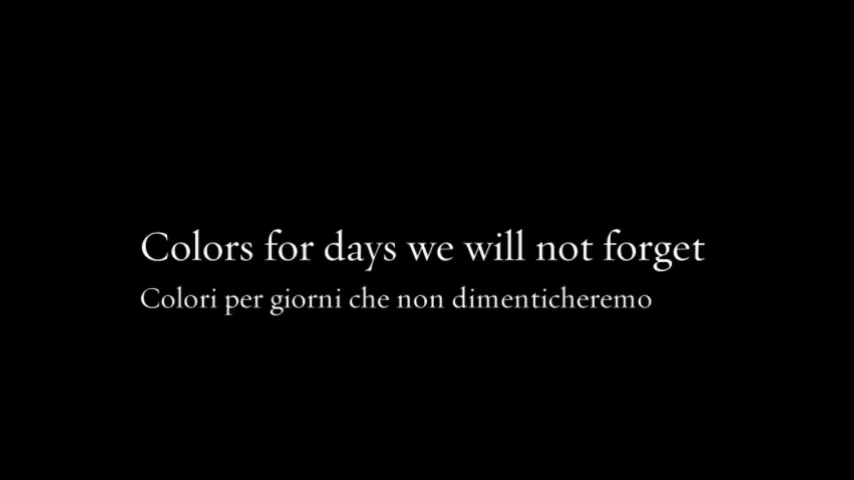 Colors for days we will not forget
Colori per giorni che non dimenticheremo